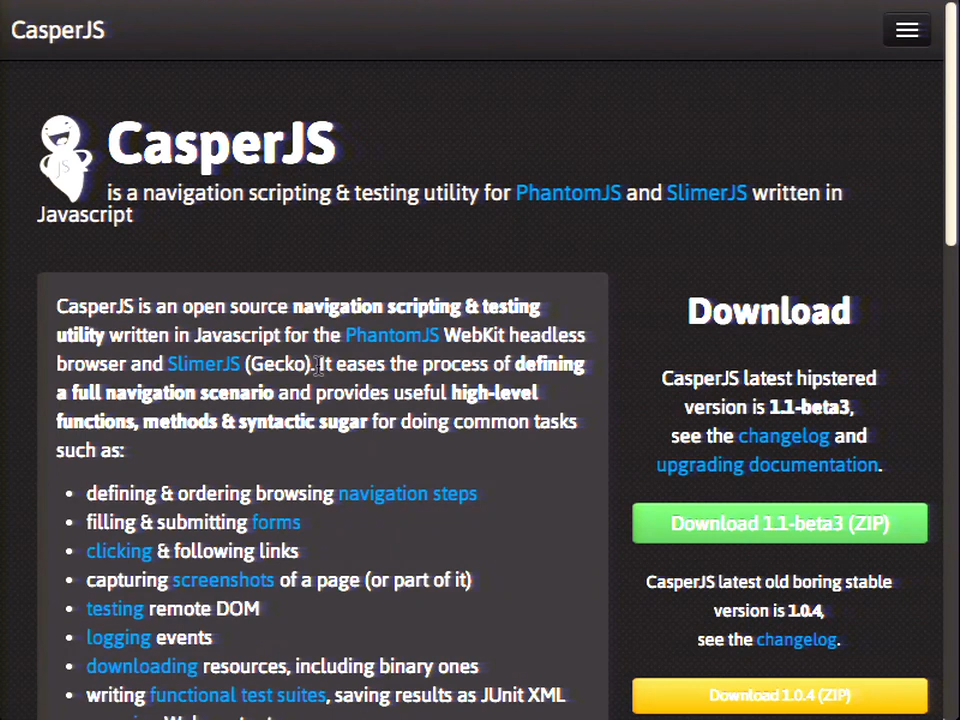 CasperJS
JS
CasperJS
is a navigation scripting & testing utility for PhantomJS and SlimerJS written in
Javascript
CasperJS is an open source navigation scripting & testing
utility written in Javascript for the PhantomJS WebKit headless
browser and SlimerJS (Gecko). It eases the process of defining
a full navigation scenario and provides useful high-level
functions, methods & syntactic sugar for doing common tasks
such as:
• defining & ordering browsing navigation steps
• filling & submitting forms
• clicking & following links
• capturing screenshots of a page (or part of it)
• testing remote DOM
• logging events
• downloading resources, including binary ones
• writing functional test suites, saving results as JUnit XML
Download
CasperJS latest hipstered
version is 1.1-beta3,
see the changelog and
upgrading documentation.
Download 1.1-beta3 (ZIP)
CasperJS latest old boring stable
version is 1.0.4,
see the changelog.
Download 1.0.4 (ZIP)